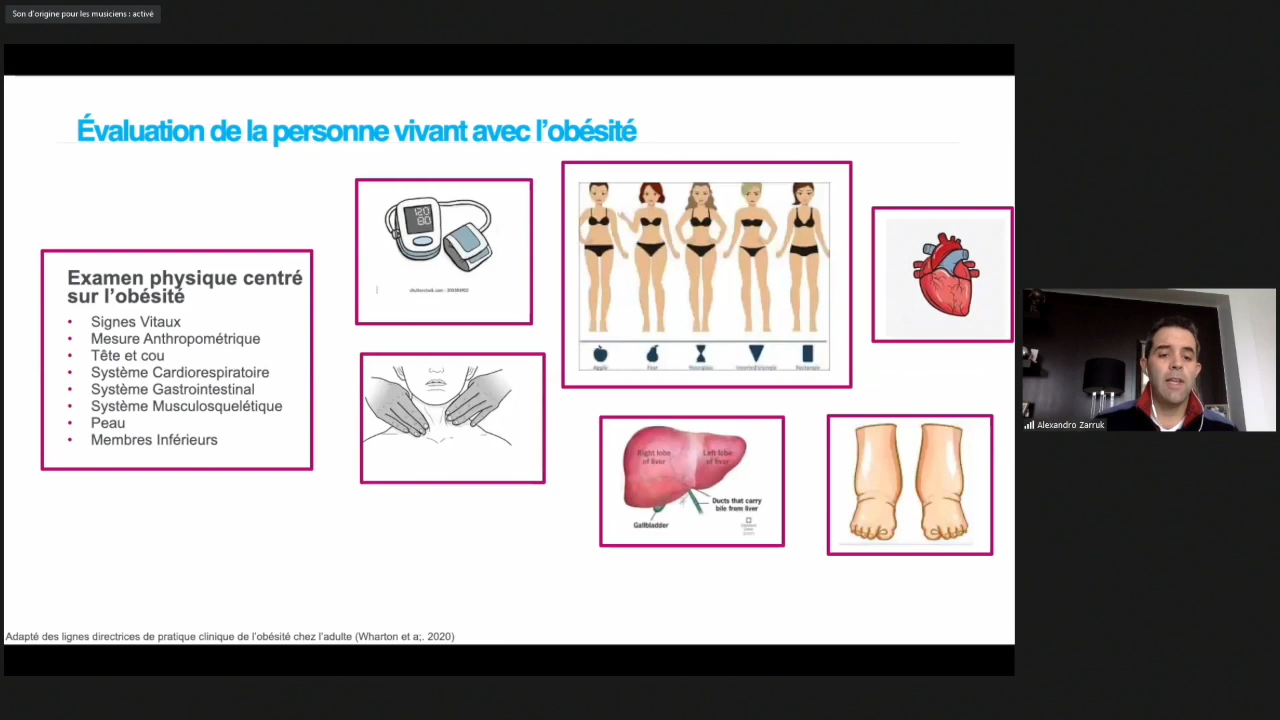 Son d'origine pour les musiciens : activé
Évaluation de la personne vivant avec l'obésité
Examen physique centré
sur l'obésité
• Signes Vitaux
• Mesure Anthropométrique
• Tête et cou
• Système Cardiorespiratoire
• Système Gastrointestinal
• Système Musculosquelétique
• Peau
• Membres Inférieurs
120
80
Apple
Pear
Rectangle
Right lobe
of liver
Left lobe
of liver
Ducts that carry
bile from liver
Gallbladder
Alexandro Zarruk
Adapté des lignes directrices de pratique clinique de l'obésité chez l'adulte (Wharton et a;. 2020)